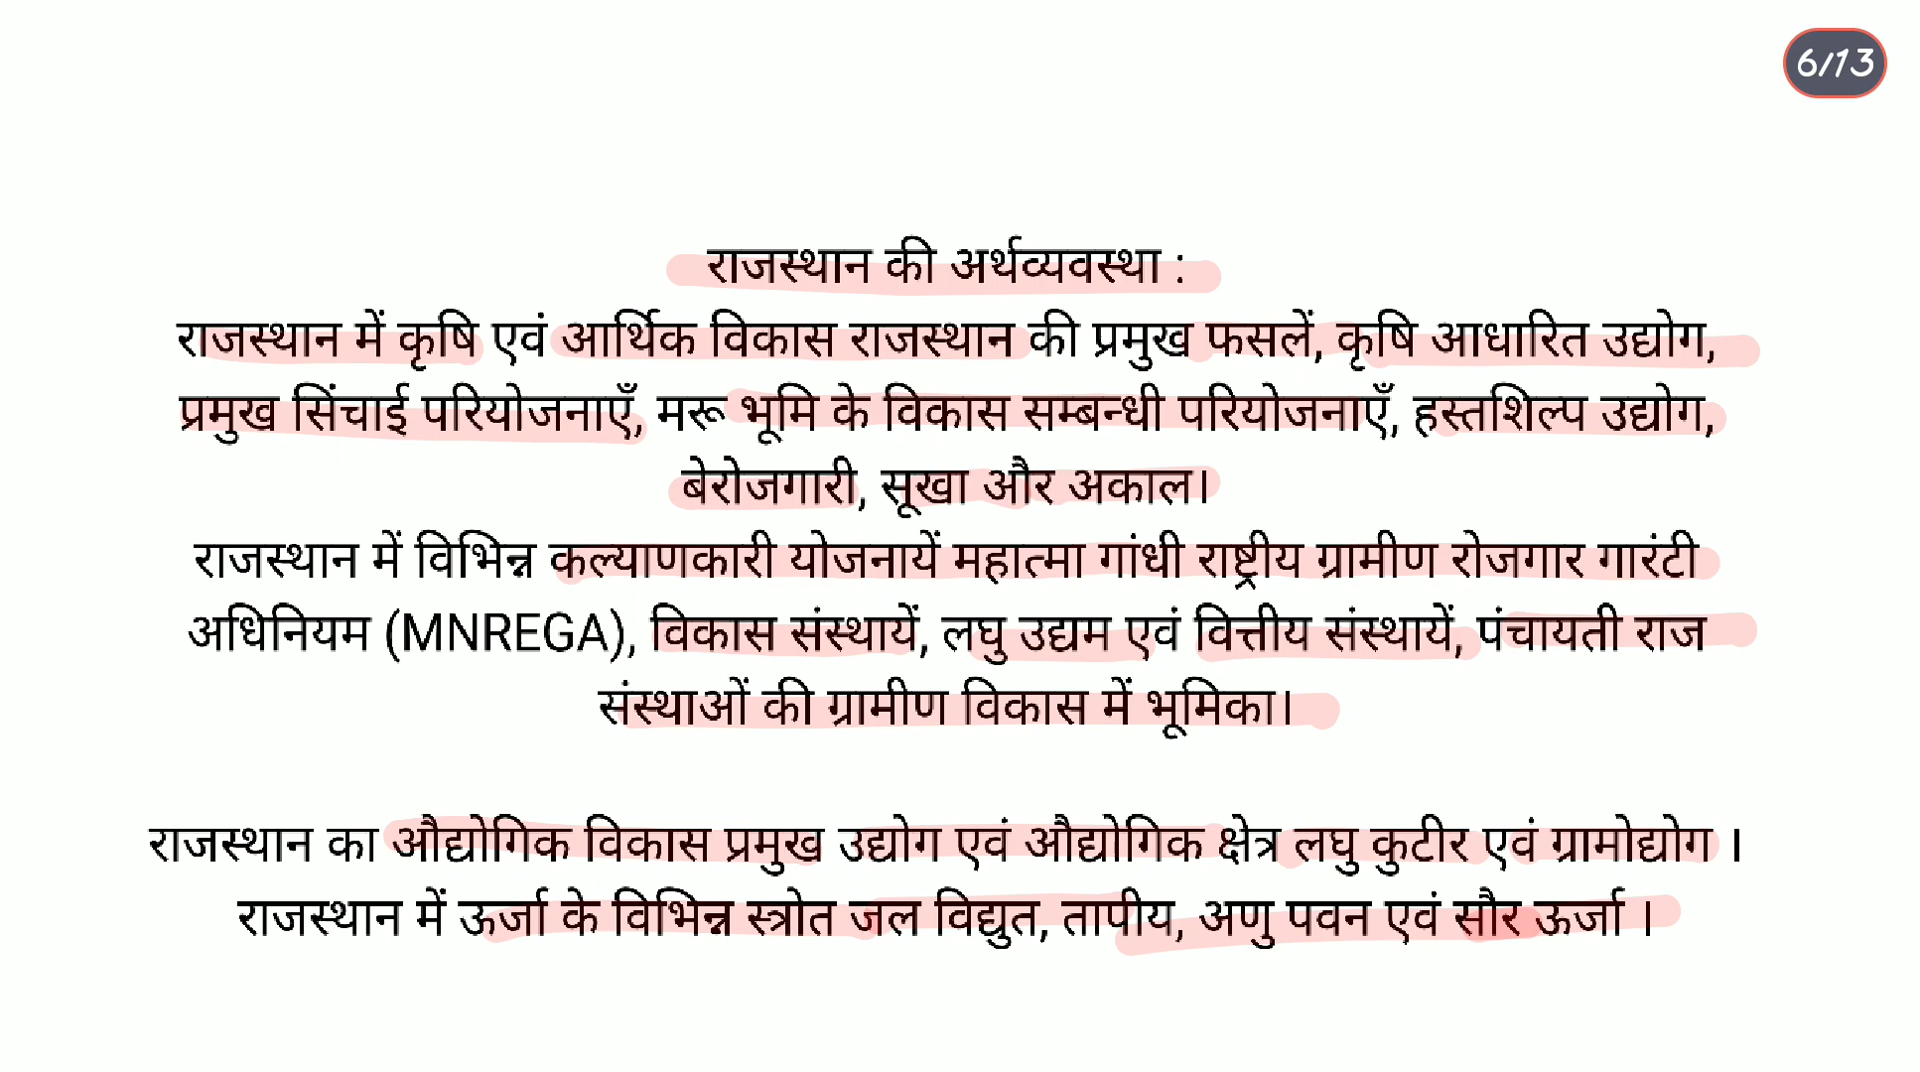 6/13
राजस्थान की अर्थव्यवस्था :
राजस्थान में कृषि एवं आर्थिक विकास राजस्थान की प्रमुख फसलें, कृषि आधारित उद्योग,
प्रमुख सिंचाई परियोजनाएँ, मरू भूमि के विकास सम्बन्धी परियोजनाएँ, हस्तशिल्प उद्योग,
बेरोजगारी, सूखा और अकाल।
राजस्थान में विभिन्न कल्याणकारी योजनायें महात्मा गांधी राष्ट्रीय ग्रामीण रोजगार गारंटी
अधिनियम (MNREGA), विकास संस्थायें, लघु उद्यम एवं वित्तीय संस्थायें, पंचायती राज
संस्थाओं की ग्रामीण विकास में भूमिका।
राजस्थान का औद्योगिक विकास प्रमुख उद्योग एवं औद्योगिक क्षेत्र लघु कुटीर एवं ग्रामोद्योग ।
राजस्थान में ऊर्जा के विभिन्न स्त्रोत जल विद्युत, तापीय, अणु पवन एवं सौर ऊर्जा ।